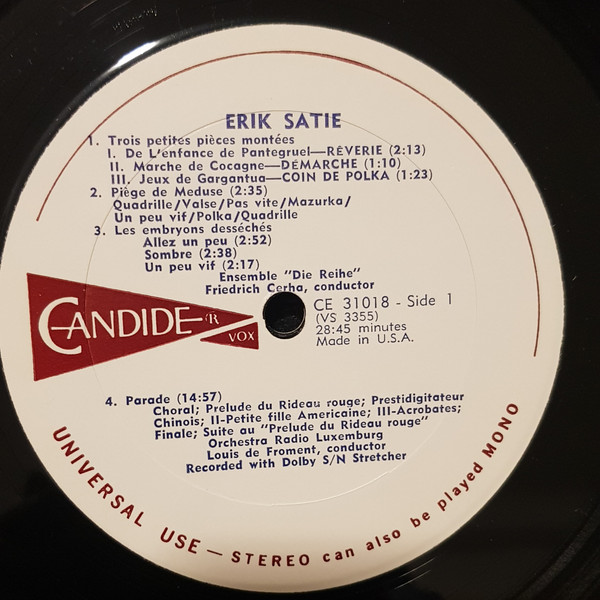 ERIK SATIE
1. Trois petites pièces montées
I. De L'enfance de Pantegruel—RÊVERIE (2:13)
II. Marche de Cocagne—DÉMARCHE (1:10)
III. Jeux de Gargantua—COIN DE POLKA (1:23)
2. Piège de Meduse (2:35)
Quadrille/Valse/Pas vite/Mazurka/
Un peu vif/Polka/Quadrille
3. Les embryons desséchés
Allez un peu (2:52)
Sombre (2:38)
Un peu vif (2:17)
Ensemble "Die Reihe"
Friedrich Cerha, conductor
CANDIDE R
VOX
CE 31018 - Side 1
(VS 3355)
28:45 minutes
Made in U.S.A.
4. Parade (14:57)
Choral; Prelude du Rideau rouge; Prestidigitateur
Chinois; II-Petite fille Americaine; III-Acrobates;
Finale; Suite au "Prelude du Rideau rouge"
Orchestra Radio Luxemburg
Louis de Froment, conductor
Recorded with Dolby S/N Stretcher
UNIVERSAL USE — STEREO can also be played MONO